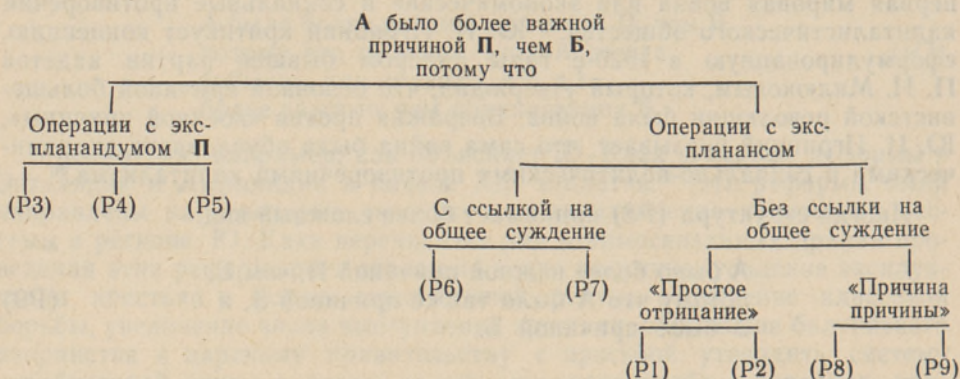 А было более важной
причиной П, чем Б,
потому что
Операции с экс-
планандумом П
Операции с экс-
планансом
(Р3) (Р4) (Р5)
С ссылкой на
общее суждение
Без ссылки на
общее суждение
(Р6) (Р7)
«Простое
отрицание»
«Причина
причины»
(Р1) (Р2) (Р8) (Р9)